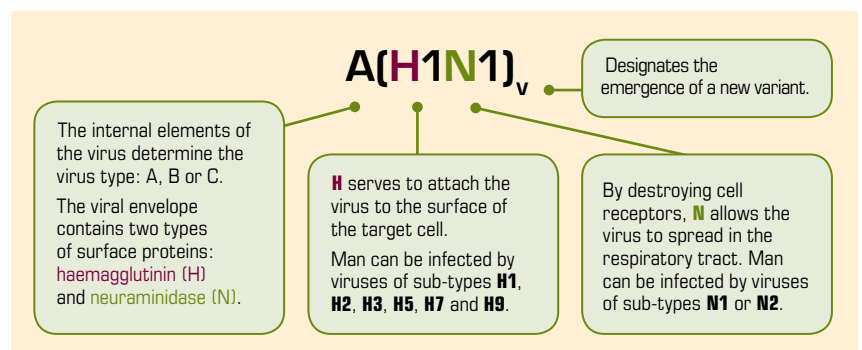 A(H1N1)v
Designates the
emergence of a new variant.
The internal elements of
the virus determine the
virus type: A, B or C.
The viral envelope
contains two types
of surface proteins:
haemagglutinin (H)
and neuraminidase (N).
H serves to attach the
virus to the surface of
the target cell.
Man can be infected by
viruses of sub-types H1,
H2, H3, H5, H7 and H9.
By destroying cell
receptors, N allows the
virus to spread in the
respiratory tract. Man
can be infected by viruses
of sub-types N1 or N2.